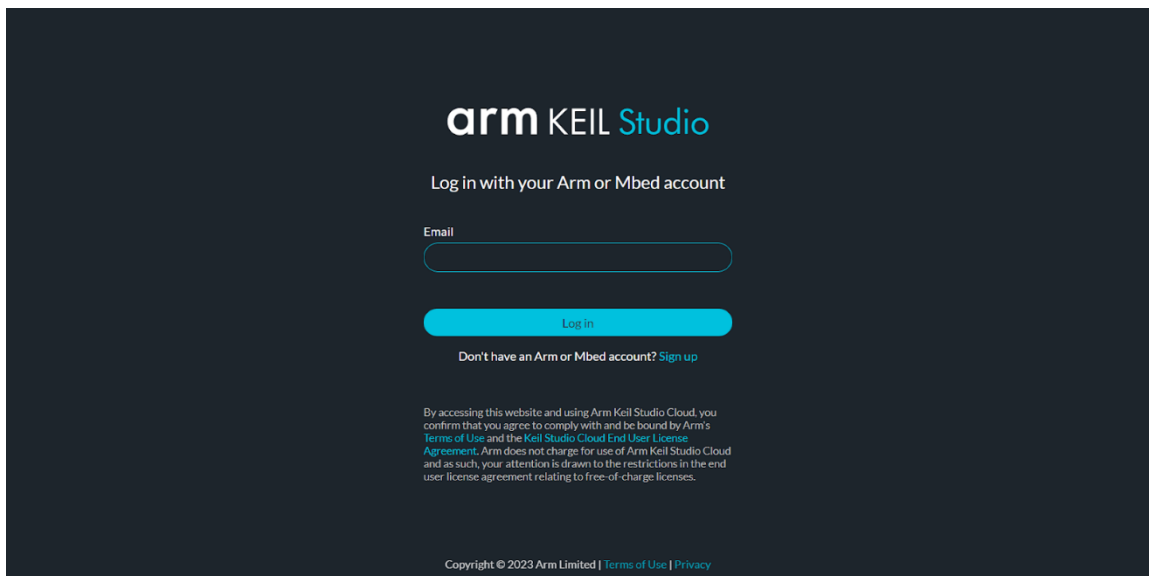 arm KEIL Studio
Log in with your Arm or Mbed account
Email
Log in
Don't have an Arm or Mbed account? Sign up
By accessing this website and using Arm Keil Studio Cloud, you
confirm that you agree to comply with and be bound by Arm's
Terms of Use and the Keil Studio Cloud End User License
Agreement. Arm does not charge for use of Arm Keil Studio Cloud
and as such, your attention is drawn to the restrictions in the end
user license agreement relating to free-of-charge licenses.
Copyright © 2023 Arm Limited | Terms of Use | Privacy